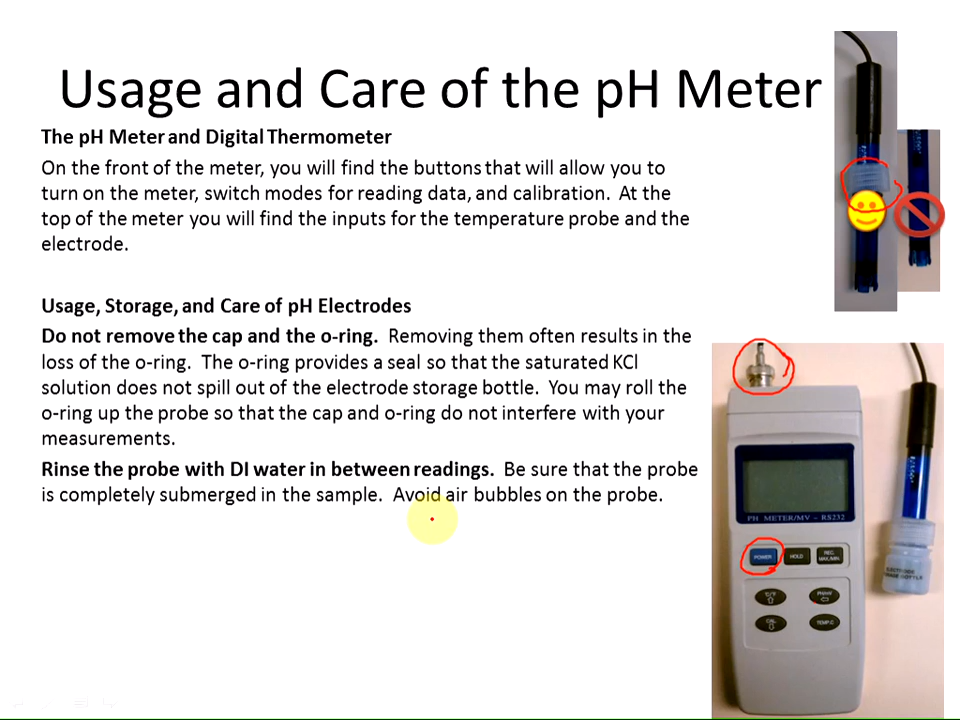 Usage and Care of the pH Meter
The pH Meter and Digital Thermometer
On the front of the meter, you will find the buttons that will allow you to
turn on the meter, switch modes for reading data, and calibration.  At the
top of the meter you will find the inputs for the temperature probe and the
electrode.
Usage, Storage, and Care of pH Electrodes
Do not remove the cap and the o-ring.  Removing them often results in the
loss of the o-ring.  The o-ring provides a seal so that the saturated KCl
solution does not spill out of the electrode storage bottle.  You may roll the
o-ring up the probe so that the cap and o-ring do not interfere with your
measurements.
Rinse the probe with DI water in between readings.  Be sure that the probe
is completely submerged in the sample.  Avoid air bubbles on the probe.
PH METER/MV - RS232
POWER
HOLD
REC.
MAX/MIN
ELECTRODE
BOTTLE
°C/°F
CAL
TEMP.C